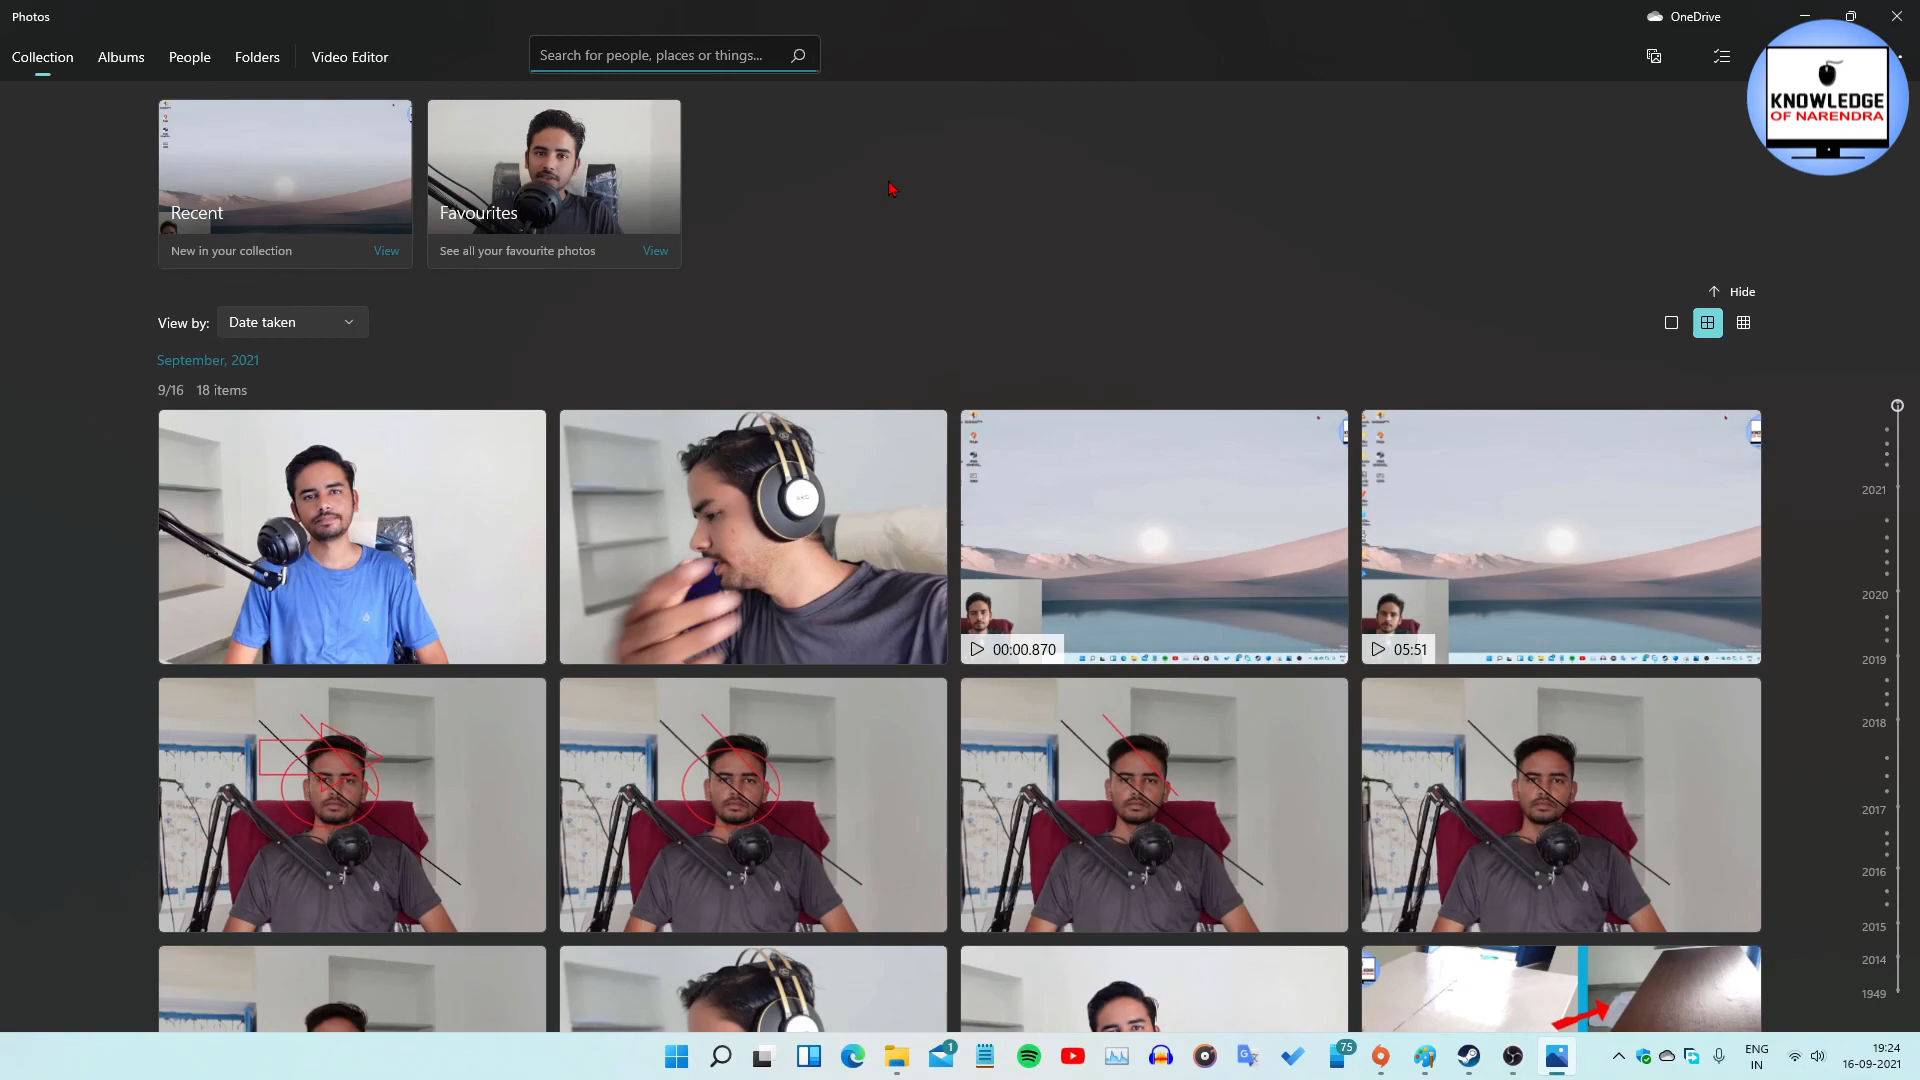 Photos
OneDrive
Collection
Albums
People
Folders
Video Editor
Search for people, places or things...
KNOWLEDGE
OF NARENDRA
Recent
New in your collection
View
Favourites
See all your favourite photos
View
Hide
View by:
Date taken
September, 2021
9/16 18 items
00:00.870
05:51
2021
2020
2019
2018
2017
2016
2015
2014
1949
1
75
ENG
IN
19:24
16-09-2021